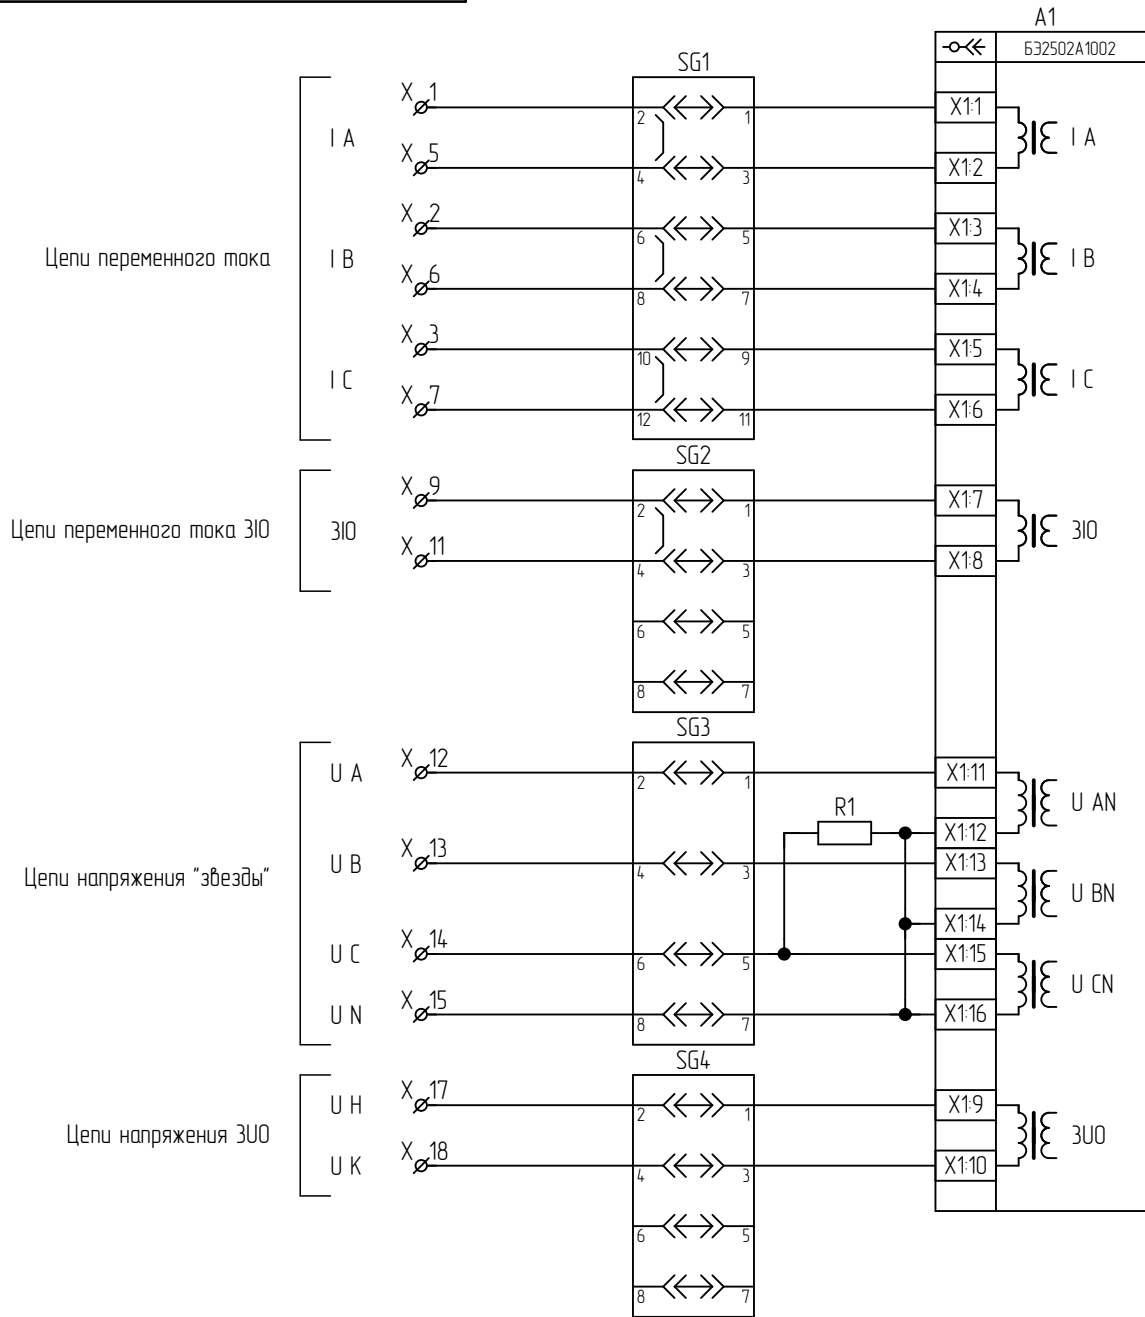 A1
БЭ2502А1002
SG1
X 1
2
1
X1:1
I A
I A
X 5
4
3
X1:2
X 2
6
5
X1:3
Цепи переменного тока
I B
I B
X 6
8
7
X1:4
X 3
10
9
X1:5
I C
I C
X 7
12
11
X1:6
SG2
X 9
2
1
X1:7
Цепи переменного тока 3I0
3I0
3I0
X 11
4
3
X1:8
6
5
8
7
SG3
U A
X 12
2
1
X1:11
U AN
R1
X1:12
Цепи напряжения "звезды"
U B
X 13
4
3
X1:13
U BN
X1:14
U C
X 14
6
5
X1:15
U CN
U N
X 15
8
7
X1:16
SG4
U H
X 17
2
1
X1:9
Цепи напряжения 3U0
3U0
U K
X 18
4
3
X1:10
6
5
8
7